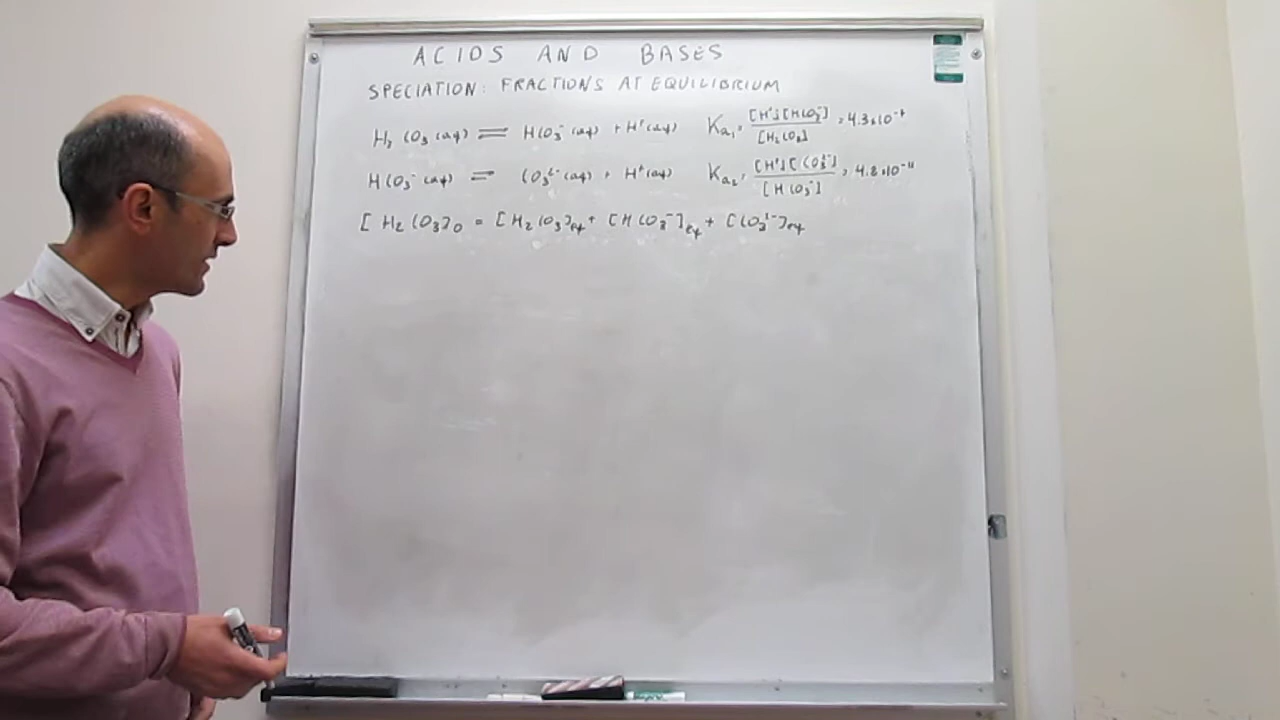 ACIDS AND BASES
SPECIATION: FRACTIONS AT EQUILIBRIUM
H₂CO₃(aq) ⇌ HCO₃⁻(aq) + H⁺(aq) Ka₁ = [H⁺][HCO₃⁻]/[H₂CO₃] = 4.3x10⁻⁷
HCO₃⁻(aq) ⇌ CO₃²⁻(aq) + H⁺(aq) Ka₂ = [H⁺][CO₃²⁻]/[HCO₃⁻] = 4.8x10⁻¹¹
[H₂CO₃]₀ = [H₂CO₃]eq + [HCO₃⁻]eq + [CO₃²⁻]eq